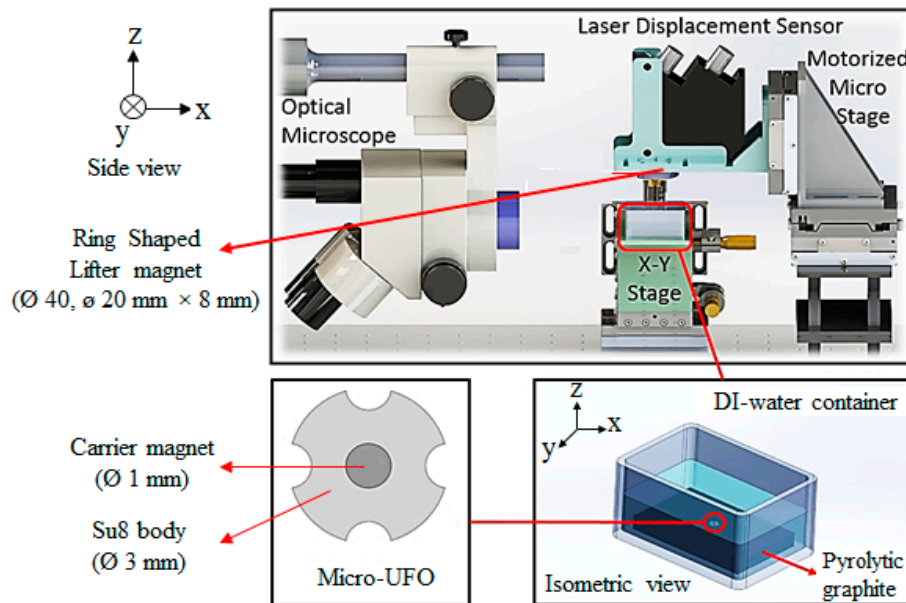 z
x
y
Side view
Laser Displacement Sensor
Optical
Microscope
Motorized
Micro
Stage
Ring Shaped
Lifter magnet
(Ø 40, ø 20 mm × 8 mm)
X-Y
Stage
Carrier magnet
(Ø 1 mm)
Su8 body
(Ø 3 mm)
Micro-UFO
DI-water container
z
x
y
Isometric view
Pyrolytic
graphite